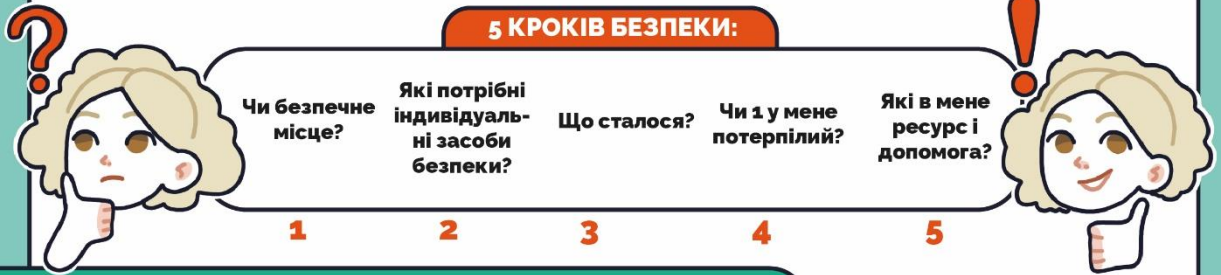 5 КРОКІВ БЕЗПЕКИ:
Чи безпечне
місце?
Які потрібні
індивідуаль-
ні засоби
безпеки?
Що сталося?
Чи 1 у мене
потерпілий?
Які в мене
ресурс і
допомога?
1
2
3
4
5
?
!